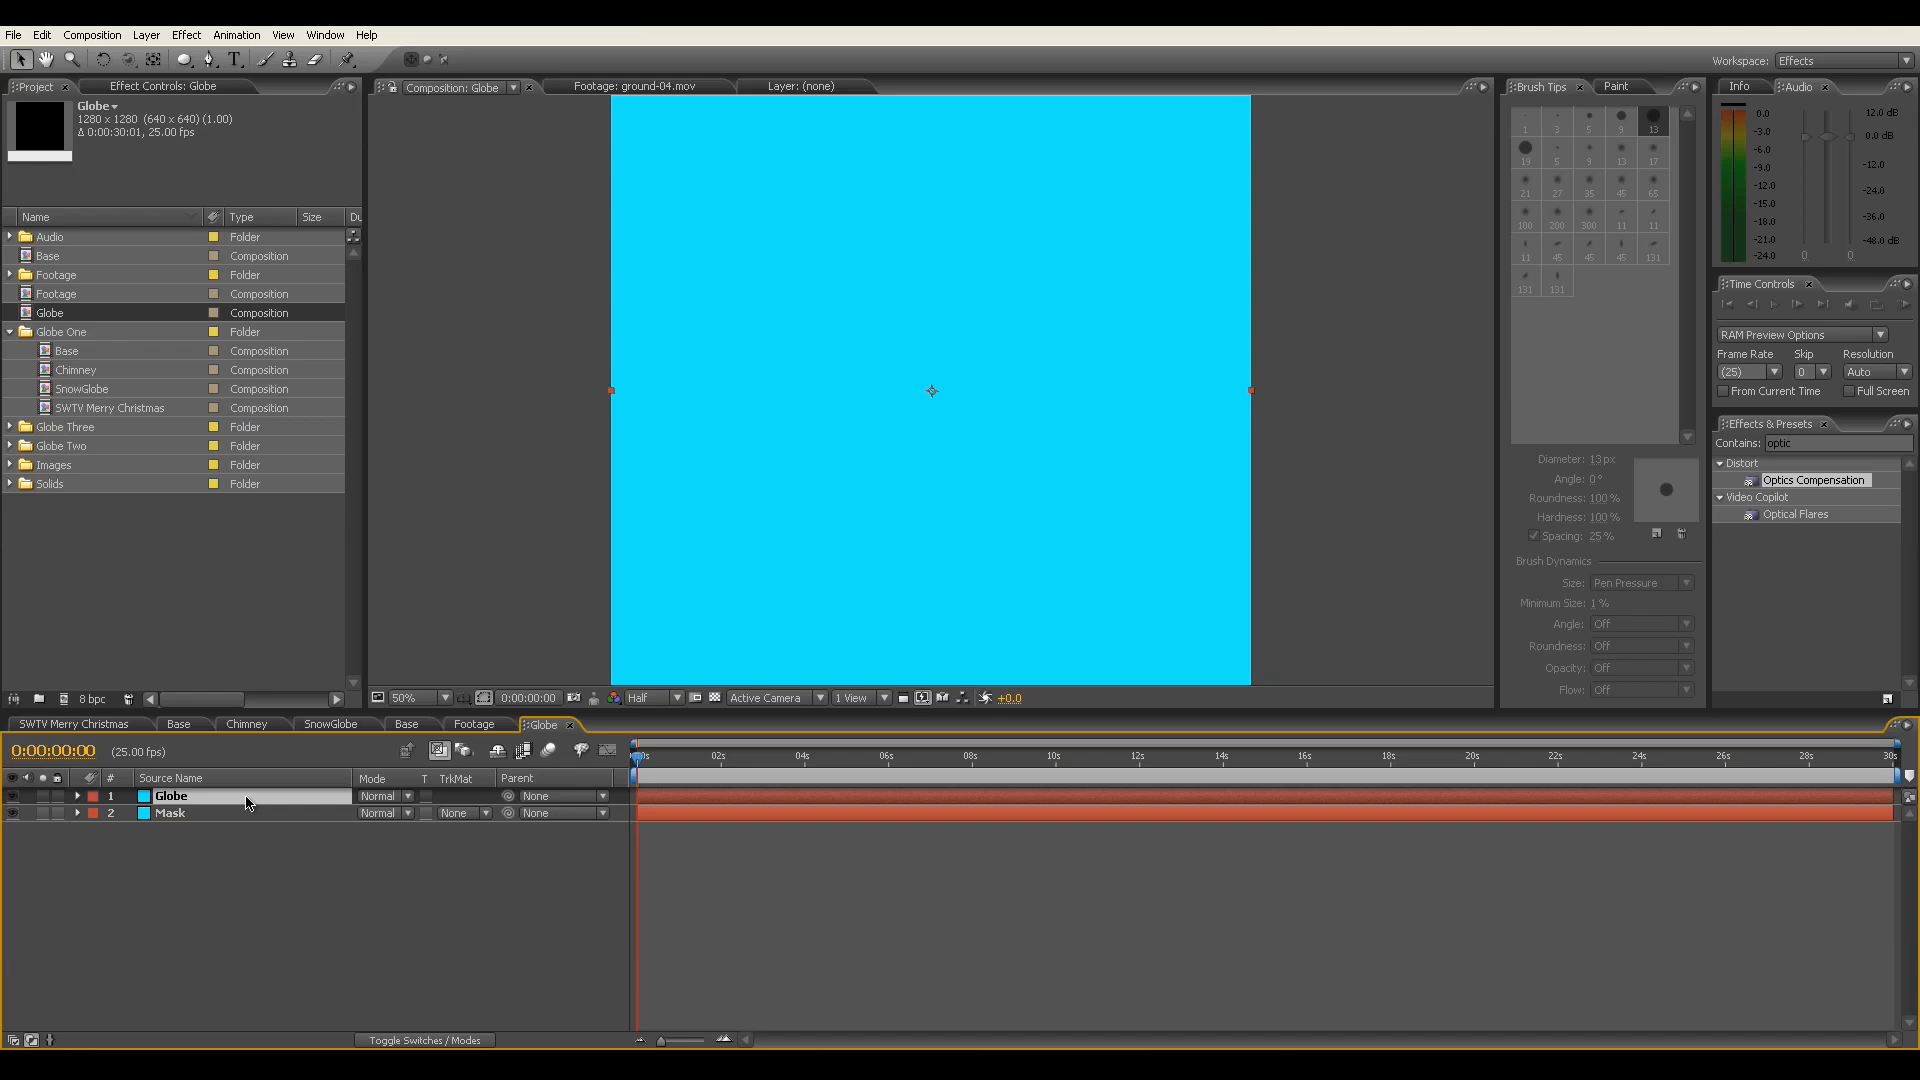 File Edit Composition Layer Effect Animation View Window Help
Workspace: Effects
Project Effect Controls: Globe
Composition: Globe Footage: ground-04.mov Layer: (none)
Brush Tips Paint
Info Audio
Globe
1280 x 1280 (640 x 640) (1.00)
Δ 0:00:30:01, 25.00 fps
Name Type Size Du
Audio Folder
Base Composition
Footage Folder
Footage Composition
Globe Composition
Globe One Folder
Base Composition
Chimney Composition
SnowGlobe Composition
SWTV Merry Christmas Composition
Globe Three Folder
Globe Two Folder
Images Folder
Solids Folder
8 bpc
1 3 5 9 13
19 5 9 13 17
21 27 35 45 65
100 200 300 11 11
11 45 45 45 131
131 131
Diameter: 13 px
Angle: 0 °
Roundness: 100 %
Hardness: 100 %
Spacing: 25 %
Brush Dynamics
Size: Pen Pressure
Minimum Size: 1 %
Angle: Off
Roundness: Off
Opacity: Off
Flow: Off
0.0 12.0 dB
-3.0 0.0 dB
-6.0
-9.0 -12.0
-12.0 -24.0
-15.0
-18.0 -36.0
-21.0 -48.0 dB
-24.0 0 0
Time Controls
RAM Preview Options
Frame Rate Skip Resolution
(25) 0 Auto
From Current Time Full Screen
Effects & Presets
Contains: optic
Distort
Optics Compensation
Video Copilot
Optical Flares
50% 0:00:00:00 Half Active Camera 1 View +0.0
SWTV Merry Christmas Base Chimney SnowGlobe Base Footage Globe
0:00:00:00 (25.00 fps)
02s 04s 06s 08s 10s 12s 14s 16s 18s 20s 22s 24s 26s 28s 30s
# Source Name Mode T TrkMat Parent
1 Globe Normal None
2 Mask Normal None None
Toggle Switches / Modes